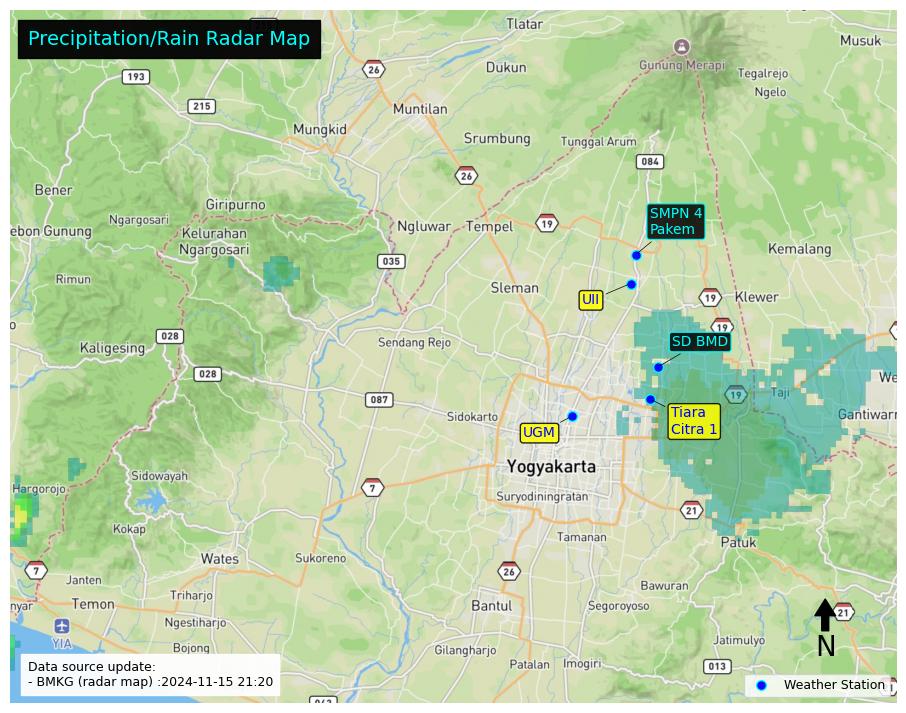 Precipitation/Rain Radar Map
Tlatar
Musuk
26
Dukun
Gunung Merapi
193
Tegalrejo
Ngelo
215
Muntilan
Mungkid
Srumbung
Tunggal Arum
084
26
Bener
Giripurno
Ngargosari
SMPN 4
Pakem
ebon Gunung
Kelurahan
Ngargosari
Ngluwar
Tempel
19
Kemalang
035
Rimun
Sleman
UII
19
Klewer
19
028
Kaligesing
Sendang Rejo
SD BMD
028
We
087
19
Taji
Sidokarto
UGM
Tiara
Citra 1
Gantiwarn
Yogyakarta
Sidowayah
Hargorojo
7
Suryodiningratan
21
Kokap
Tamanan
Patuk
Wates
Sukoreno
7
26
Janten
Bawuran
Triharjo
nyar
Temon
Bantul
Segoroyoso
21
Ngestiharjo
YIA
Jatimulyo
N
Bojong
Gilangharjo
Patalan
Imogiri
013
Data source update:
- BMKG (radar map) :2024-11-15 21:20
Weather Station